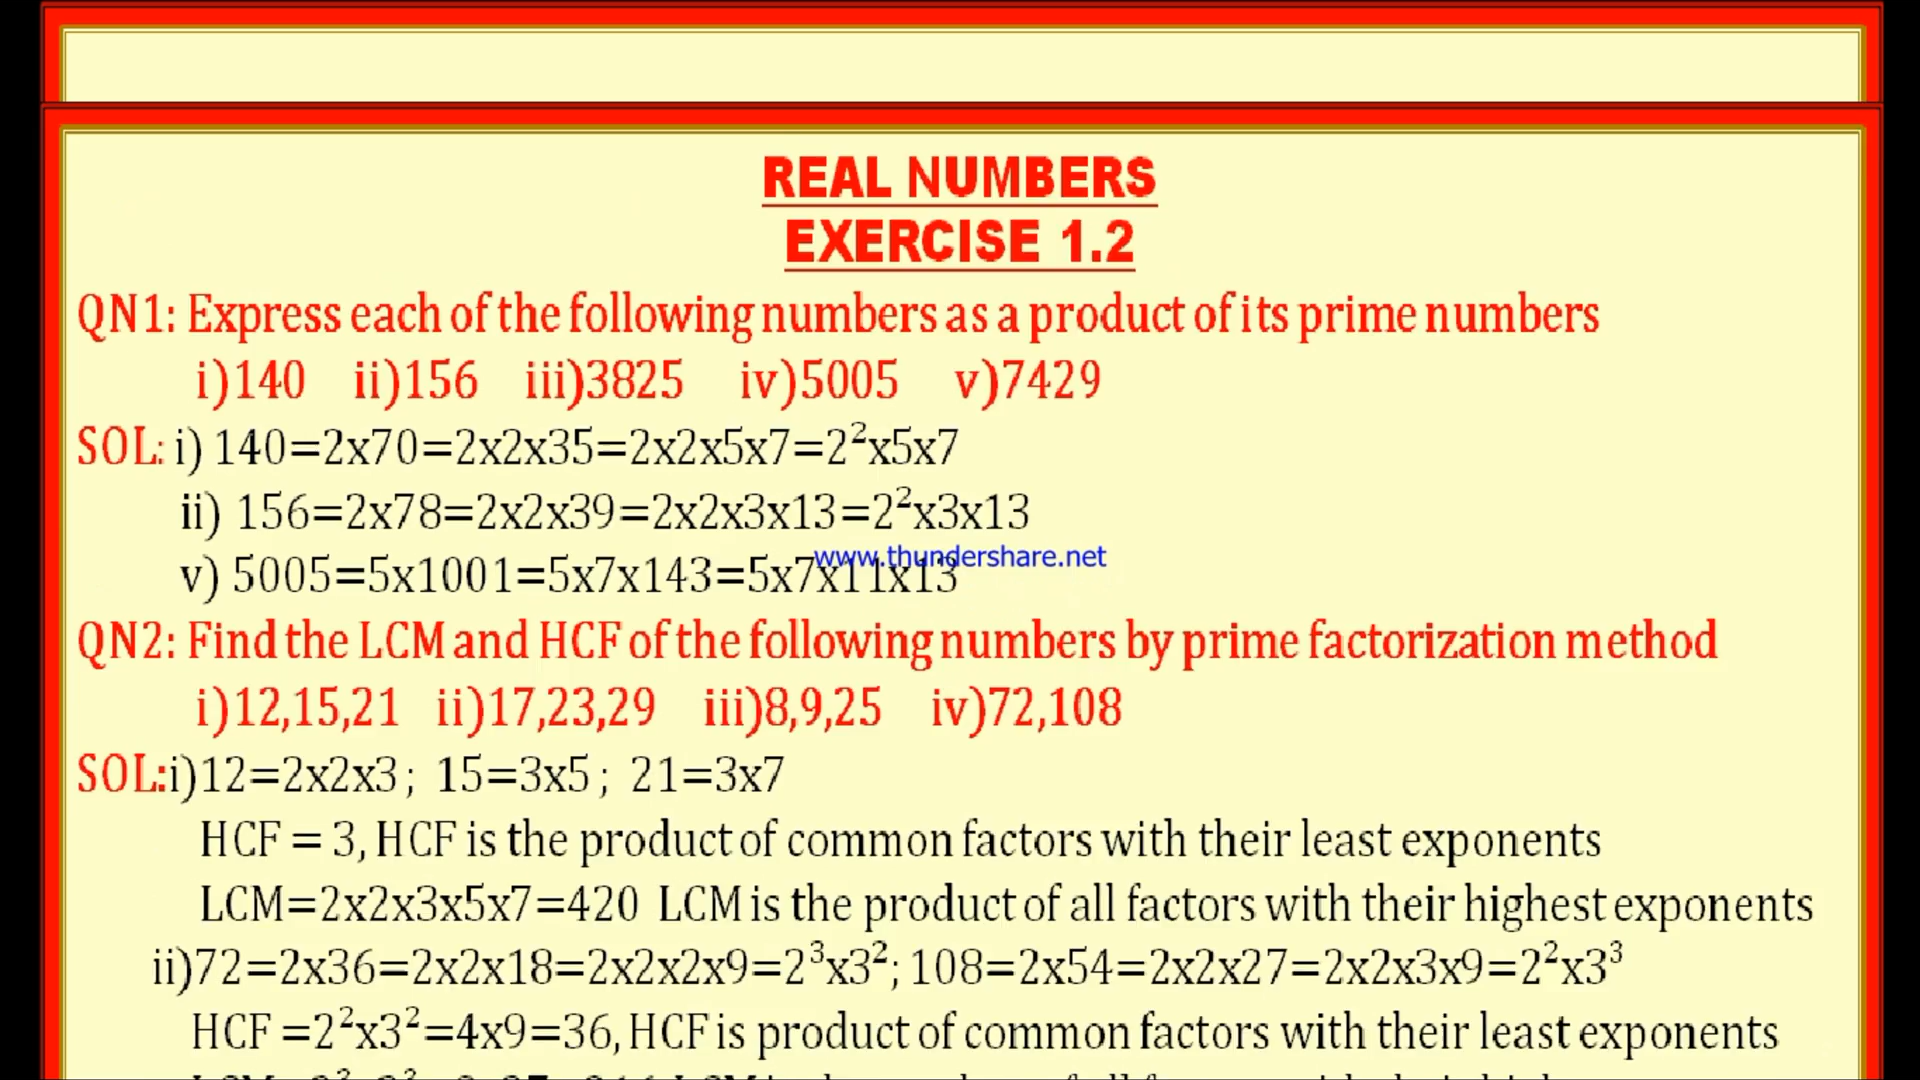 REAL NUMBERS
EXERCISE 1.2
QN1: Express each of the following numbers as a product of its prime numbers
i)140 ii)156 iii)3825 iv)5005 v)7429
SOL: i) 140=2x70=2x2x35=2x2x5x7=2²x5x7
ii) 156=2x78=2x2x39=2x2x3x13=2²x3x13
www.thundershare.net
v) 5005=5x1001=5x7x143=5x7x11x13
QN2: Find the LCM and HCF of the following numbers by prime factorization method
i)12,15,21 ii)17,23,29 iii)8,9,25 iv)72,108
SOL:i)12=2x2x3; 15=3x5; 21=3x7
HCF = 3, HCF is the product of common factors with their least exponents
LCM=2x2x3x5x7=420 LCM is the product of all factors with their highest exponents
ii)72=2x36=2x2x18=2x2x2x9=2³x3²; 108=2x54=2x2x27=2x2x3x9=2²x3³
HCF =2²x3²=4x9=36, HCF is product of common factors with their least exponents